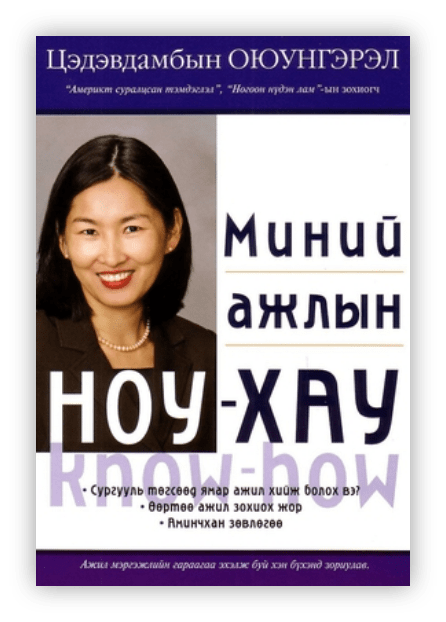 Цэдэвдамбын ОЮУНГЭРЭЛ
"Америкт суралцсан тэмдэглэл", "Ногоон нүдэн лам"-ын зохиогч
Миний
ажлын
НОУ-ХАУ
know-how
• Сургууль төгсөөд ямар ажил хийж болох вэ?
• Өөртөө ажил зохиох жор
• Аминчхан зөвлөгөө
Ажил мэргэжлийн гараагаа эхэлж буй хэн бүхэнд зориулав.